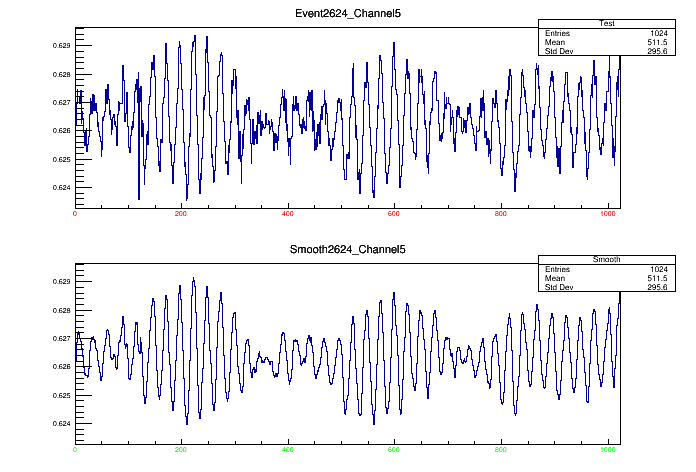 Event2624_Channel5
Test
Entries 1024
Mean 511.5
Std Dev 295.6
0.629
0.628
0.627
0.626
0.625
0.624
0 200 400 600 800 1000
Smooth2624_Channel5
Smooth
Entries 1024
Mean 511.5
Std Dev 295.6
0.629
0.628
0.627
0.626
0.625
0.624
0 200 400 600 800 1000